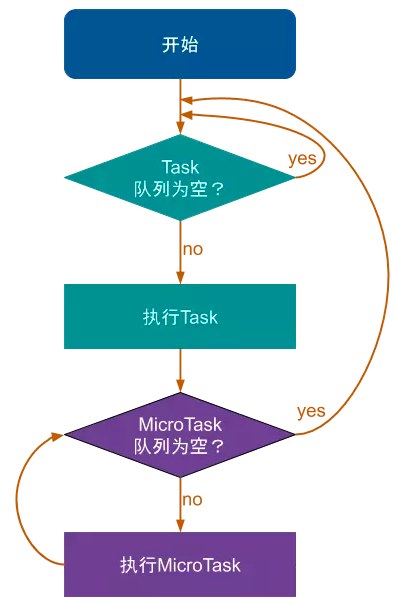 开始
Task
队列为空？
yes
no
执行Task
MicroTask
队列为空？
yes
no
执行MicroTask